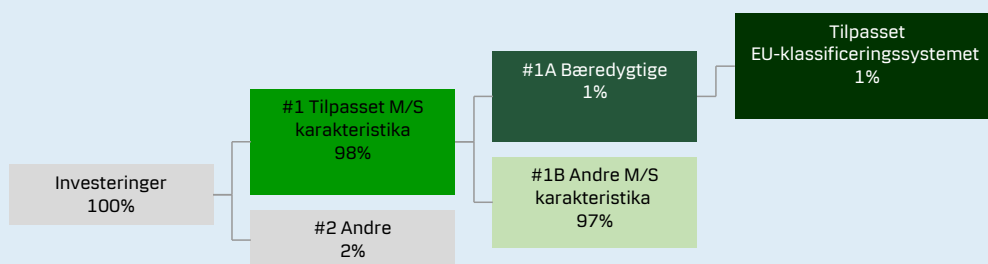 Investeringer
100%
#1 Tilpasset M/S
karakteristika
98%
#2 Andre
2%
#1A Bæredygtige
1%
#1B Andre M/S
karakteristika
97%
Tilpasset
EU-klassificeringssystemet
1%